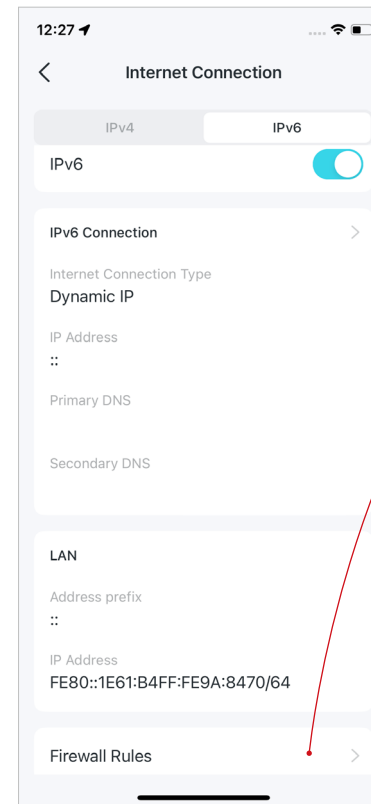 12:27
Internet Connection
IPv4 IPv6
IPv6
IPv6 Connection
Internet Connection Type
Dynamic IP
IP Address
::
Primary DNS
Secondary DNS
LAN
Address prefix
::
IP Address
FE80::1E61:B4FF:FE9A:8470/64
Firewall Rules